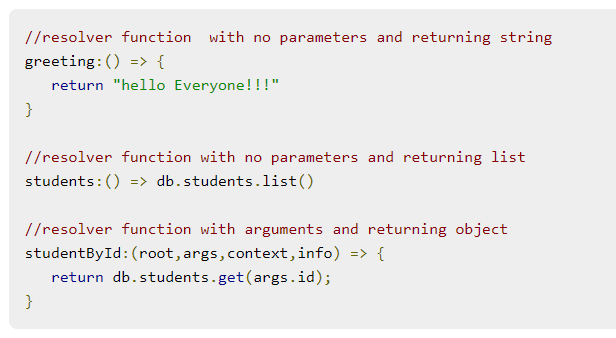 //resolver function  with no parameters and returning string
greeting:() => {
   return "hello Everyone!!!"
}

//resolver function with no parameters and returning list
students:() => db.students.list()

//resolver function with arguments and returning object
studentById:(root,args,context,info) => {
   return db.students.get(args.id);
}